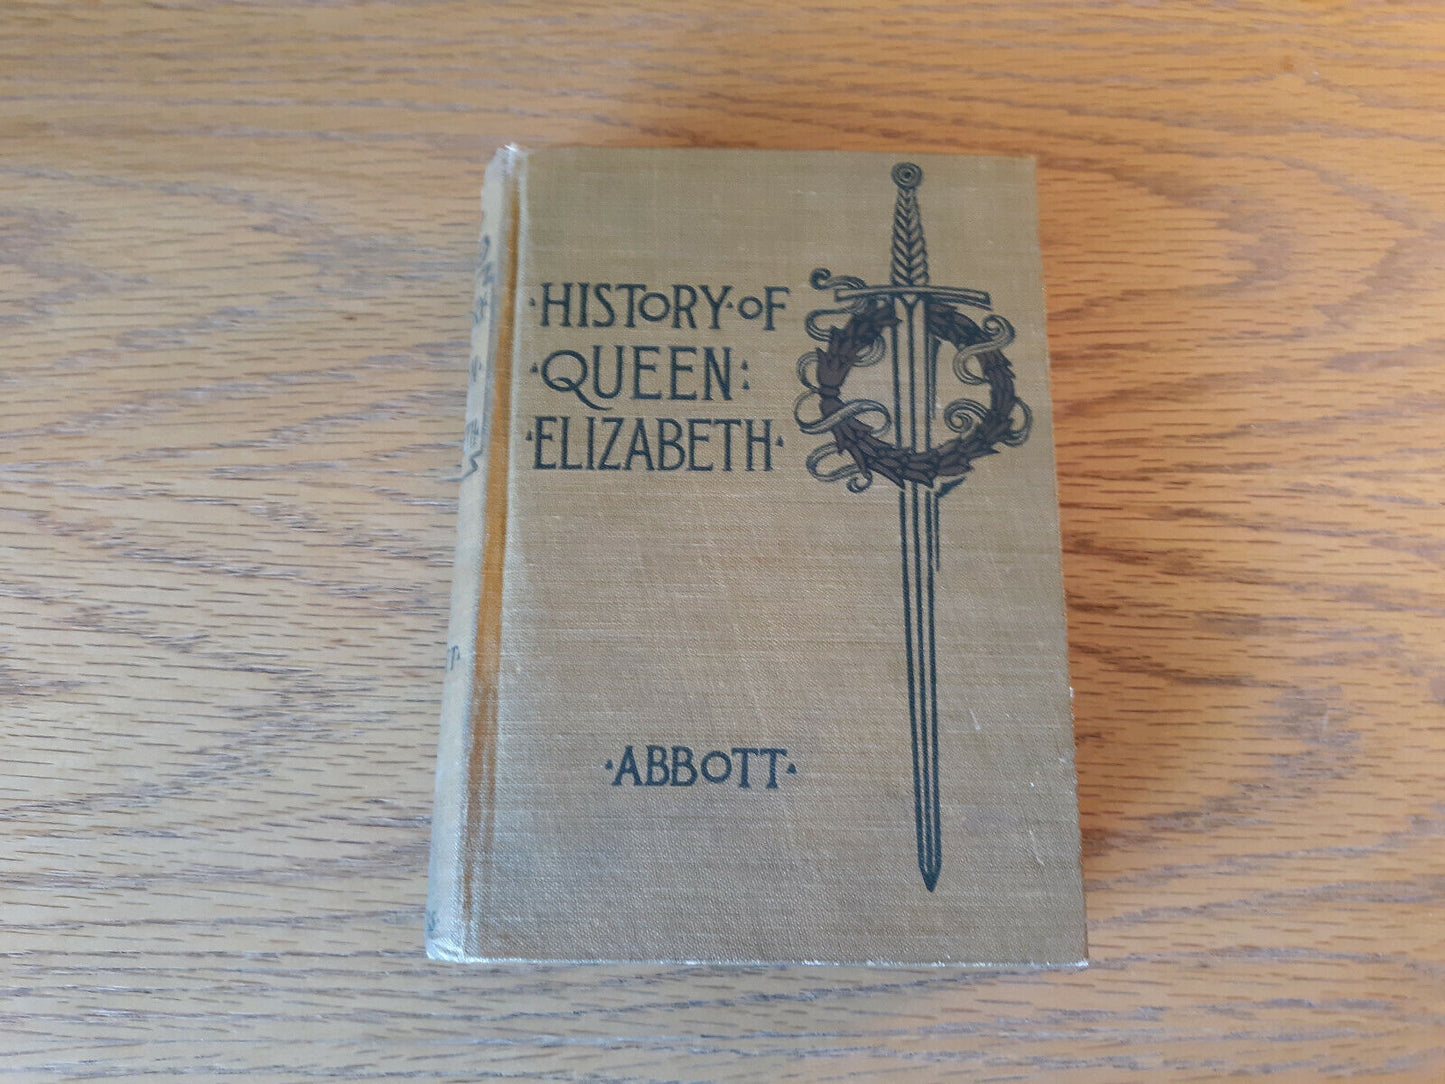 ·HISTORY·OF
·QUEEN:
·ELIZABETH·
·ABBOTT·